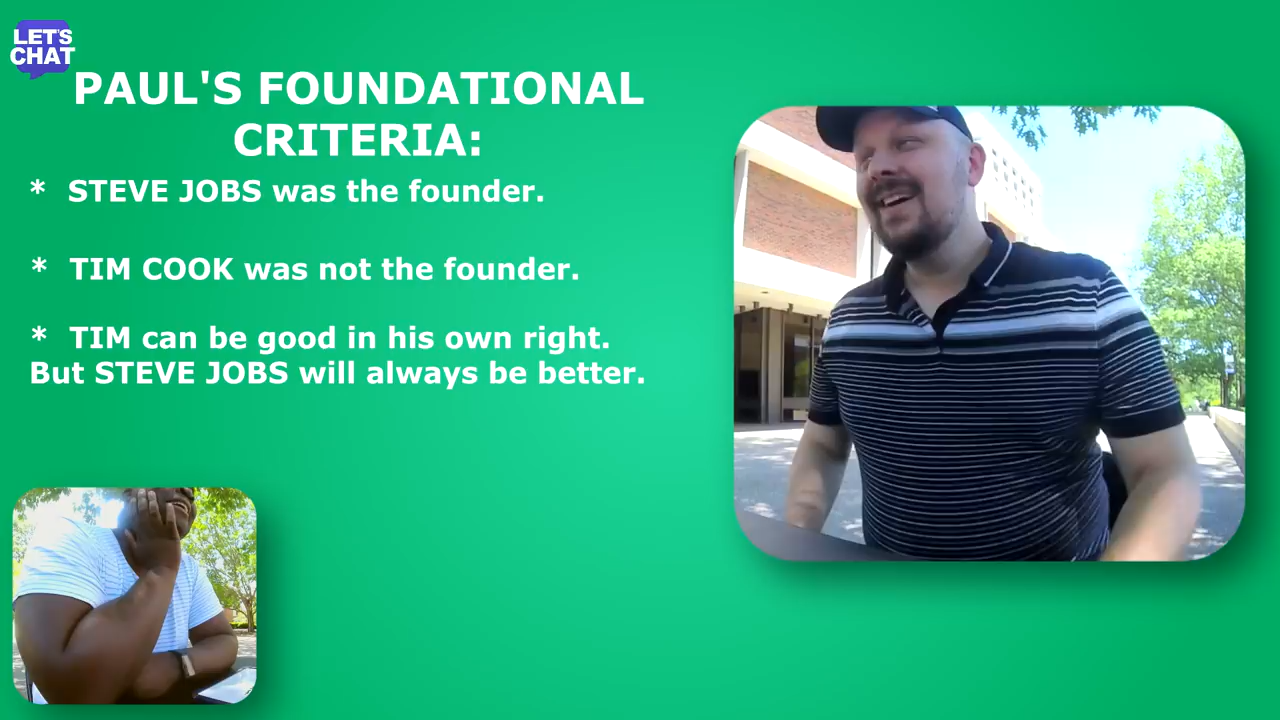 LET'S
CHAT
PAUL'S FOUNDATIONAL
CRITERIA:
* STEVE JOBS was the founder.
* TIM COOK was not the founder.
* TIM can be good in his own right.
But STEVE JOBS will always be better.